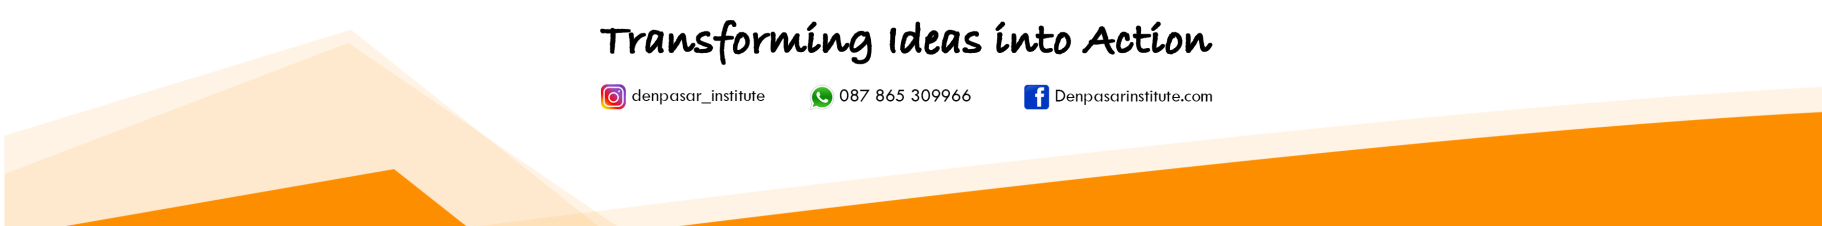 Transforming Ideas into Action
denpasar_institute 087 865 309966 Denpasarinstitute.com